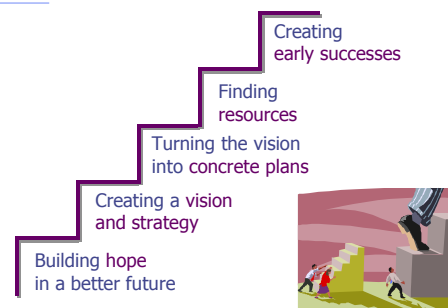 Creating
early successes
Finding
resources
Turning the vision
into concrete plans
Creating a vision
and strategy
Building hope
in a better future